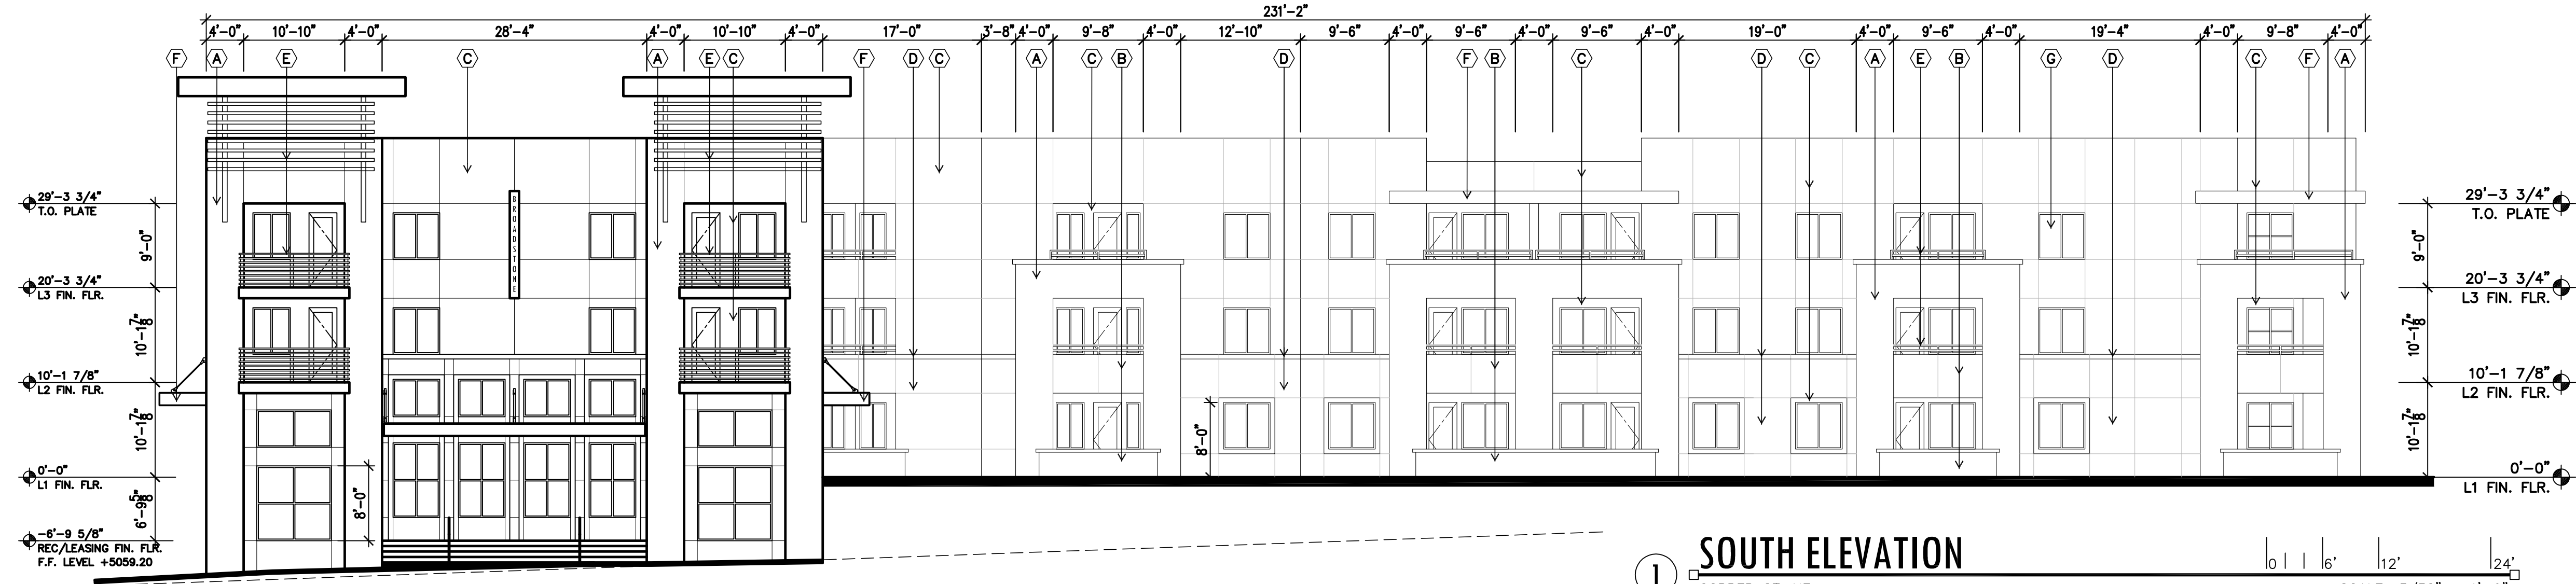 231'-2"
4'-0" 10'-10" 4'-0" 28'-4" 4'-0" 10'-10" 4'-0" 17'-0" 3'-8" 4'-0" 9'-8" 4'-0" 12'-10" 9'-6" 4'-0" 9'-6" 4'-0" 9'-6" 4'-0" 19'-0" 4'-0" 9'-6" 4'-0" 19'-4" 4'-0" 9'-8" 4'-0"
F A E C A E C F D C A C B D F B C D C A E B G D C F A
29'-3 3/4"
T.O. PLATE
9'-0"
20'-3 3/4"
L3 FIN. FLR.
10'-1 7/8"
10'-1 7/8"
L2 FIN. FLR.
10'-1 7/8"
0'-0"
L1 FIN. FLR.
6'-9 5/8"
-6'-9 5/8"
REC/LEASING FIN. FLR.
F.F. LEVEL +5059.20
8'-0"
BROADSTONE
8'-0"
29'-3 3/4"
T.O. PLATE
9'-0"
20'-3 3/4"
L3 FIN. FLR.
10'-1 7/8"
10'-1 7/8"
L2 FIN. FLR.
10'-1 7/8"
0'-0"
L1 FIN. FLR.
1 SOUTH ELEVATION
0 6' 12' 24'